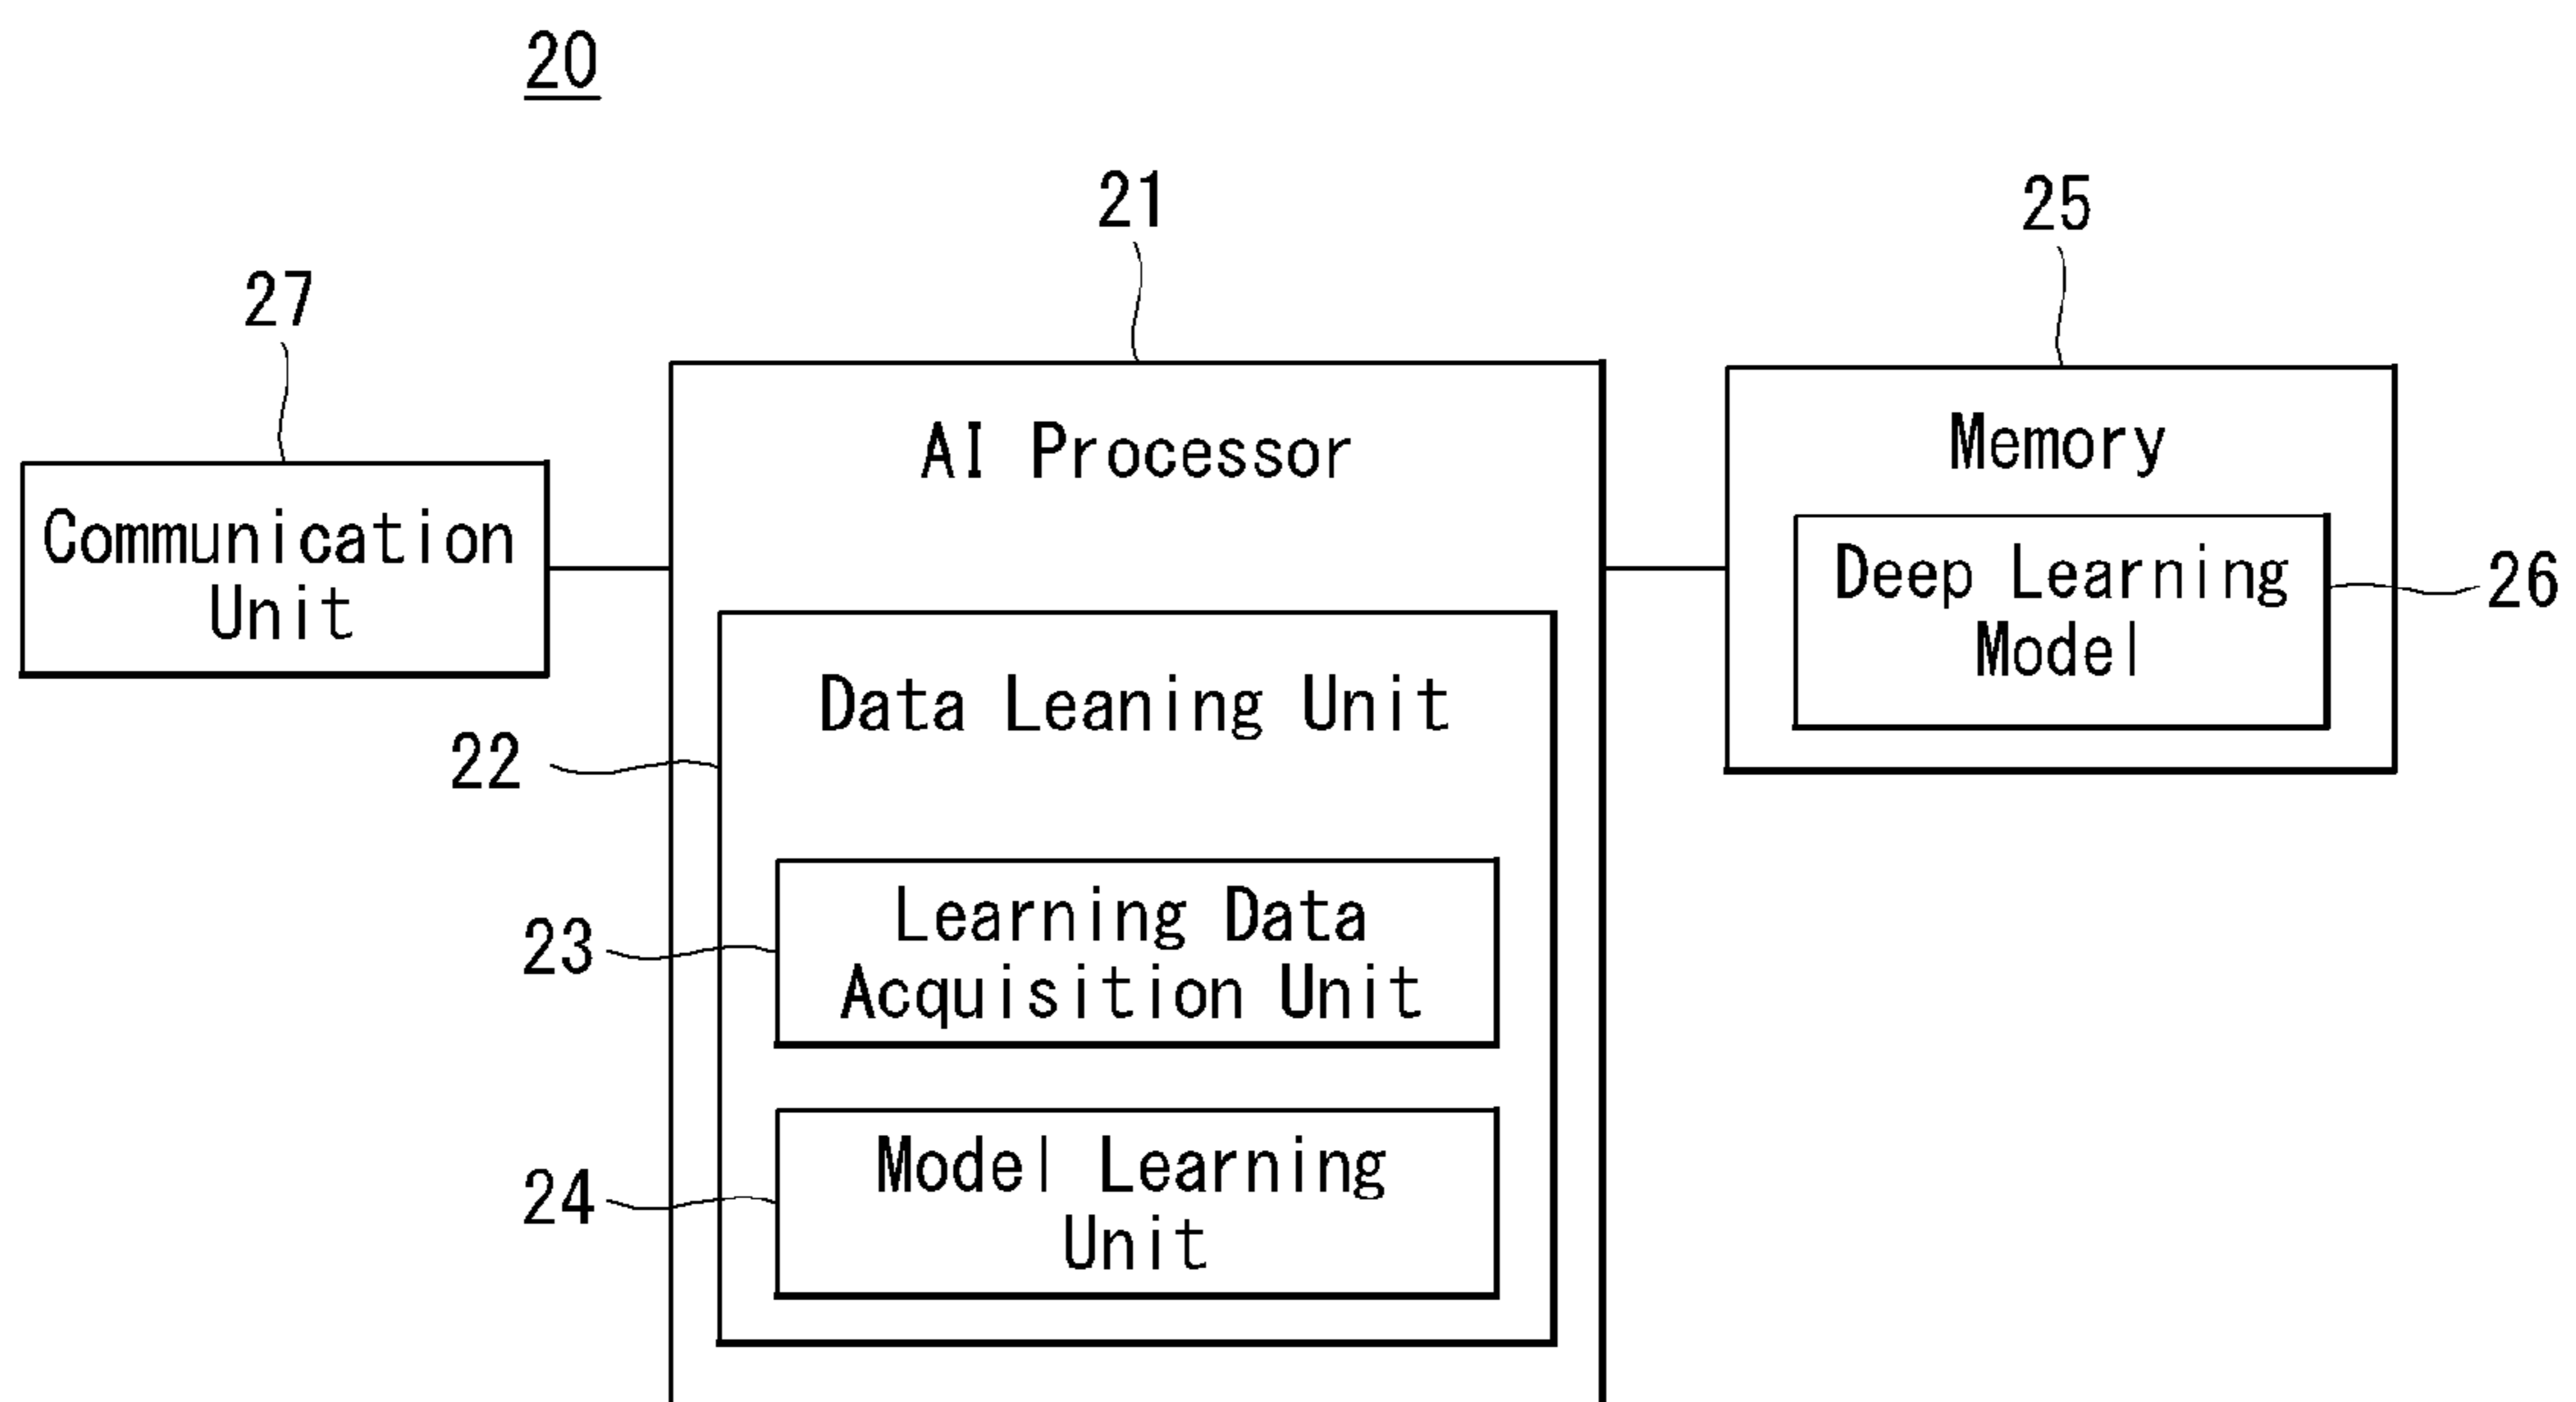 20
21
25
27
AI Processor
Memory
Communication
Unit
Deep Learning
Model
26
Data Leaning Unit
22
Learning Data
Acquisition Unit
23
Model Learning
Unit
24